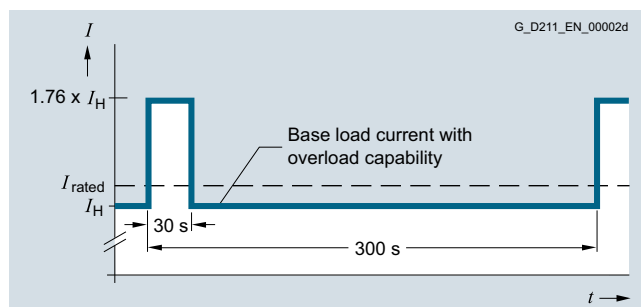 G_D211_EN_00002d
I
1.76 x IH
Base load current with
overload capability
Irated
IH
30 s
300 s
t